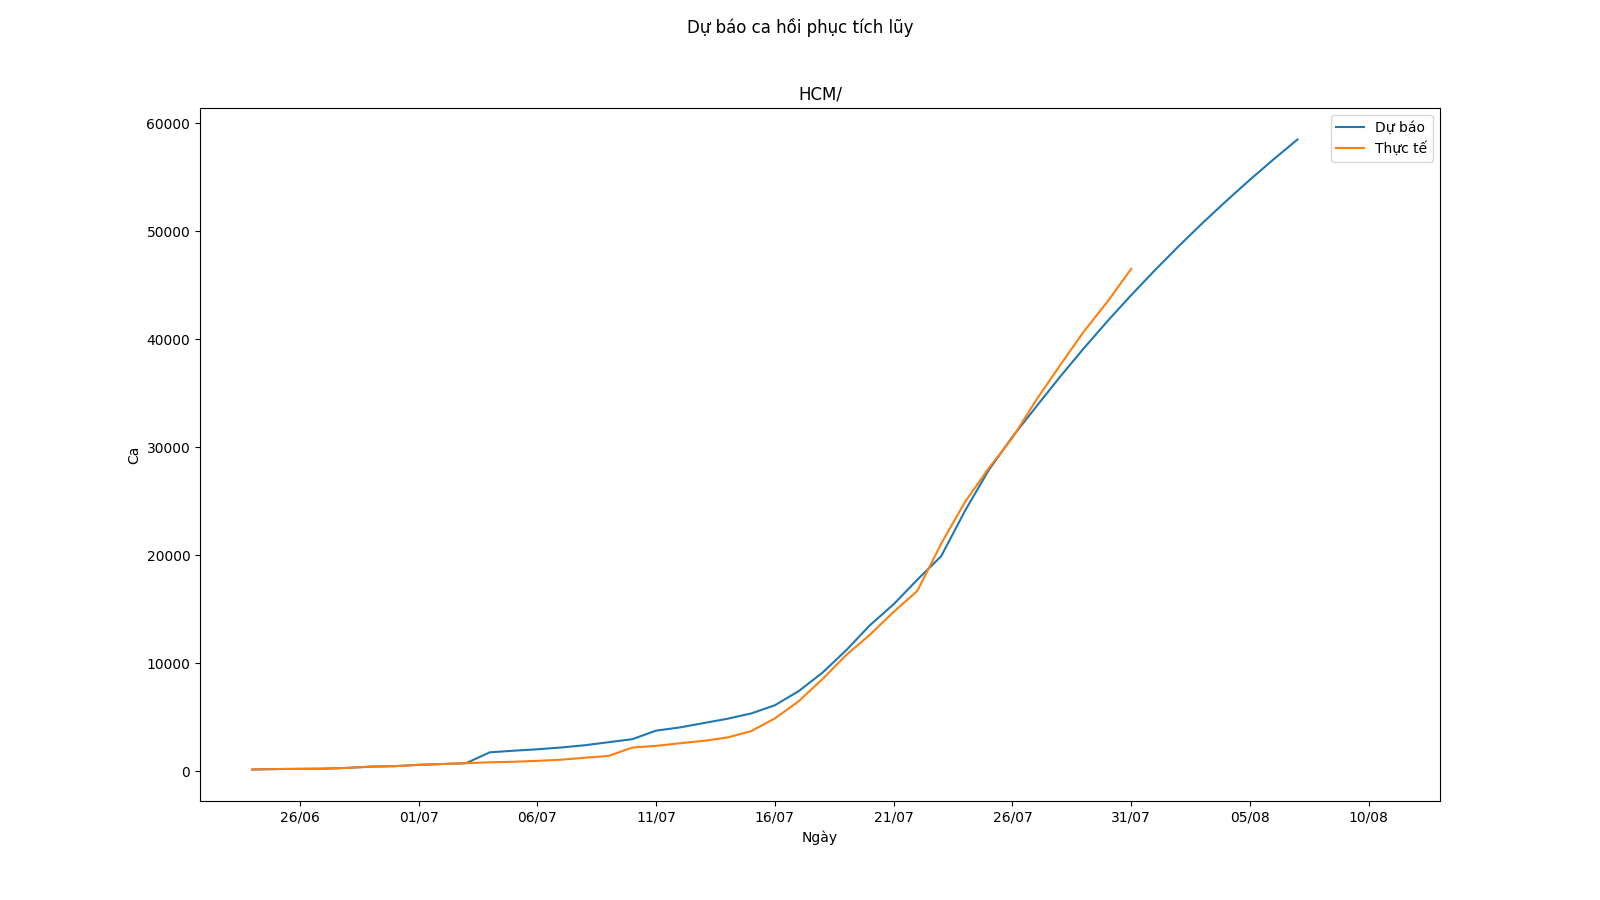 Dự báo ca hồi phục tích lũy
HCM/
60000
50000
40000
30000
20000
10000
0
Ca
Dự báo
Thực tế
26/06
01/07
06/07
11/07
16/07
21/07
26/07
31/07
05/08
10/08
Ngày